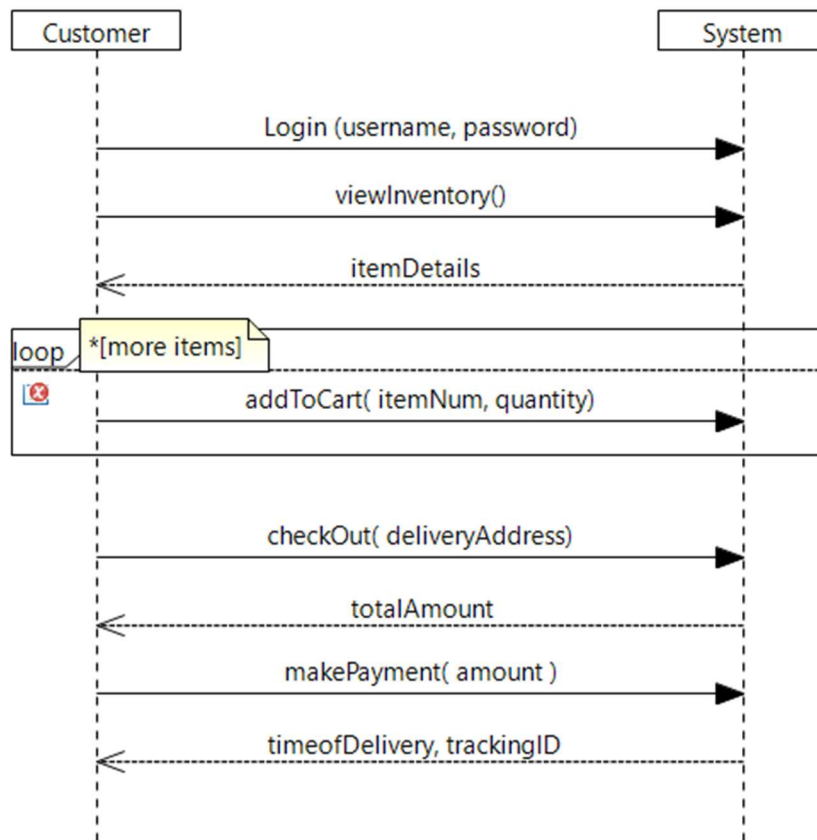 Customer
System
Login (username, password)
viewInventory()
itemDetails
loop
*[more items]
addToCart( itemNum, quantity)
checkOut( deliveryAddress)
totalAmount
makePayment( amount )
timeofDelivery, trackingID